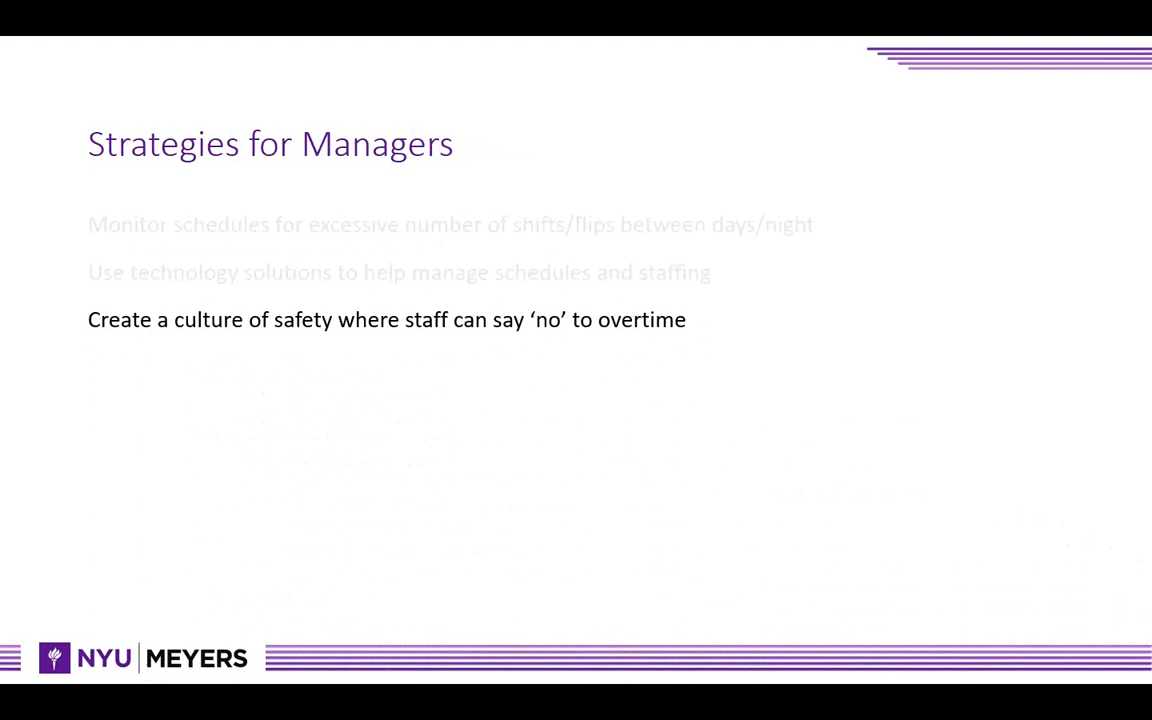 Strategies for Managers
Monitor schedules for excessive number of shifts/flips between days/night
Use technology solutions to help manage schedules and staffing
Create a culture of safety where staff can say ‘no’ to overtime
NYU MEYERS